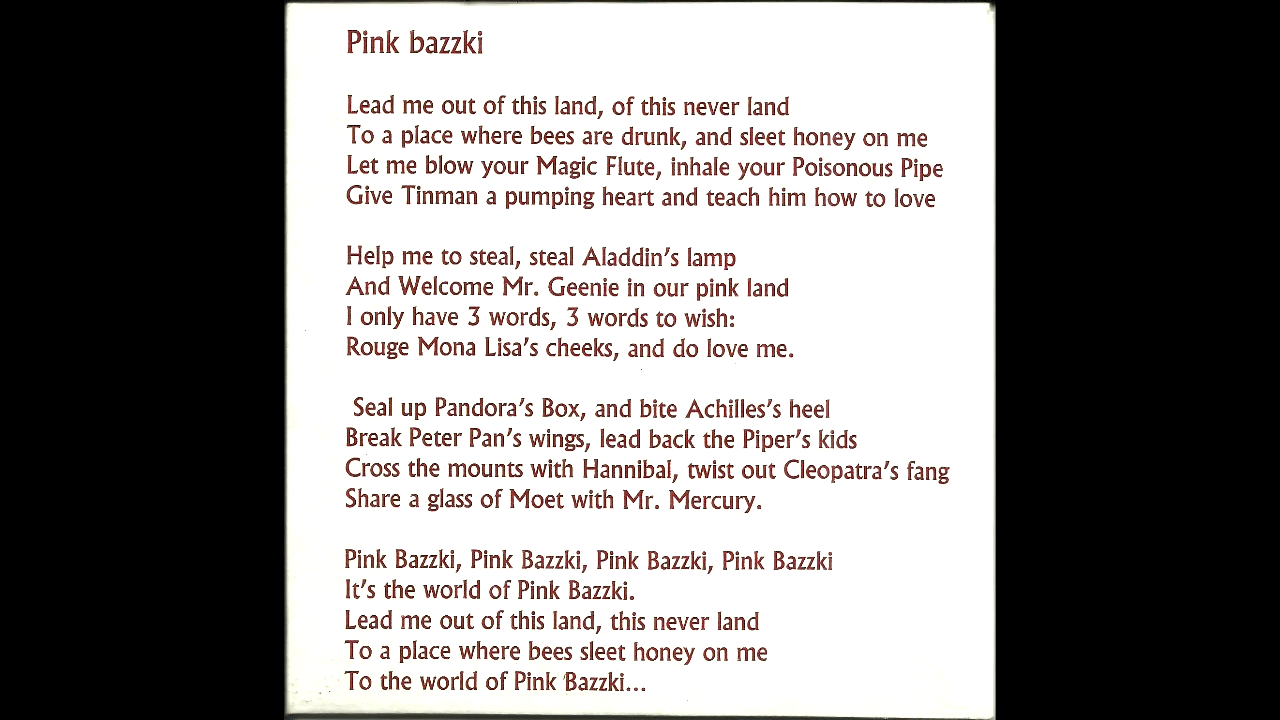 Pink bazzki
Lead me out of this land, of this never land
To a place where bees are drunk, and sleet honey on me
Let me blow your Magic Flute, inhale your Poisonous Pipe
Give Tinman a pumping heart and teach him how to love
Help me to steal, steal Aladdin's lamp
And Welcome Mr. Geenie in our pink land
I only have 3 words, 3 words to wish:
Rouge Mona Lisa's cheeks, and do love me.
Seal up Pandora's Box, and bite Achilles's heel
Break Peter Pan's wings, lead back the Piper's kids
Cross the mounts with Hannibal, twist out Cleopatra's fang
Share a glass of Moet with Mr. Mercury.
Pink Bazzki, Pink Bazzki, Pink Bazzki, Pink Bazzki
It's the world of Pink Bazzki.
Lead me out of this land, this never land
To a place where bees sleet honey on me
To the world of Pink Bazzki...